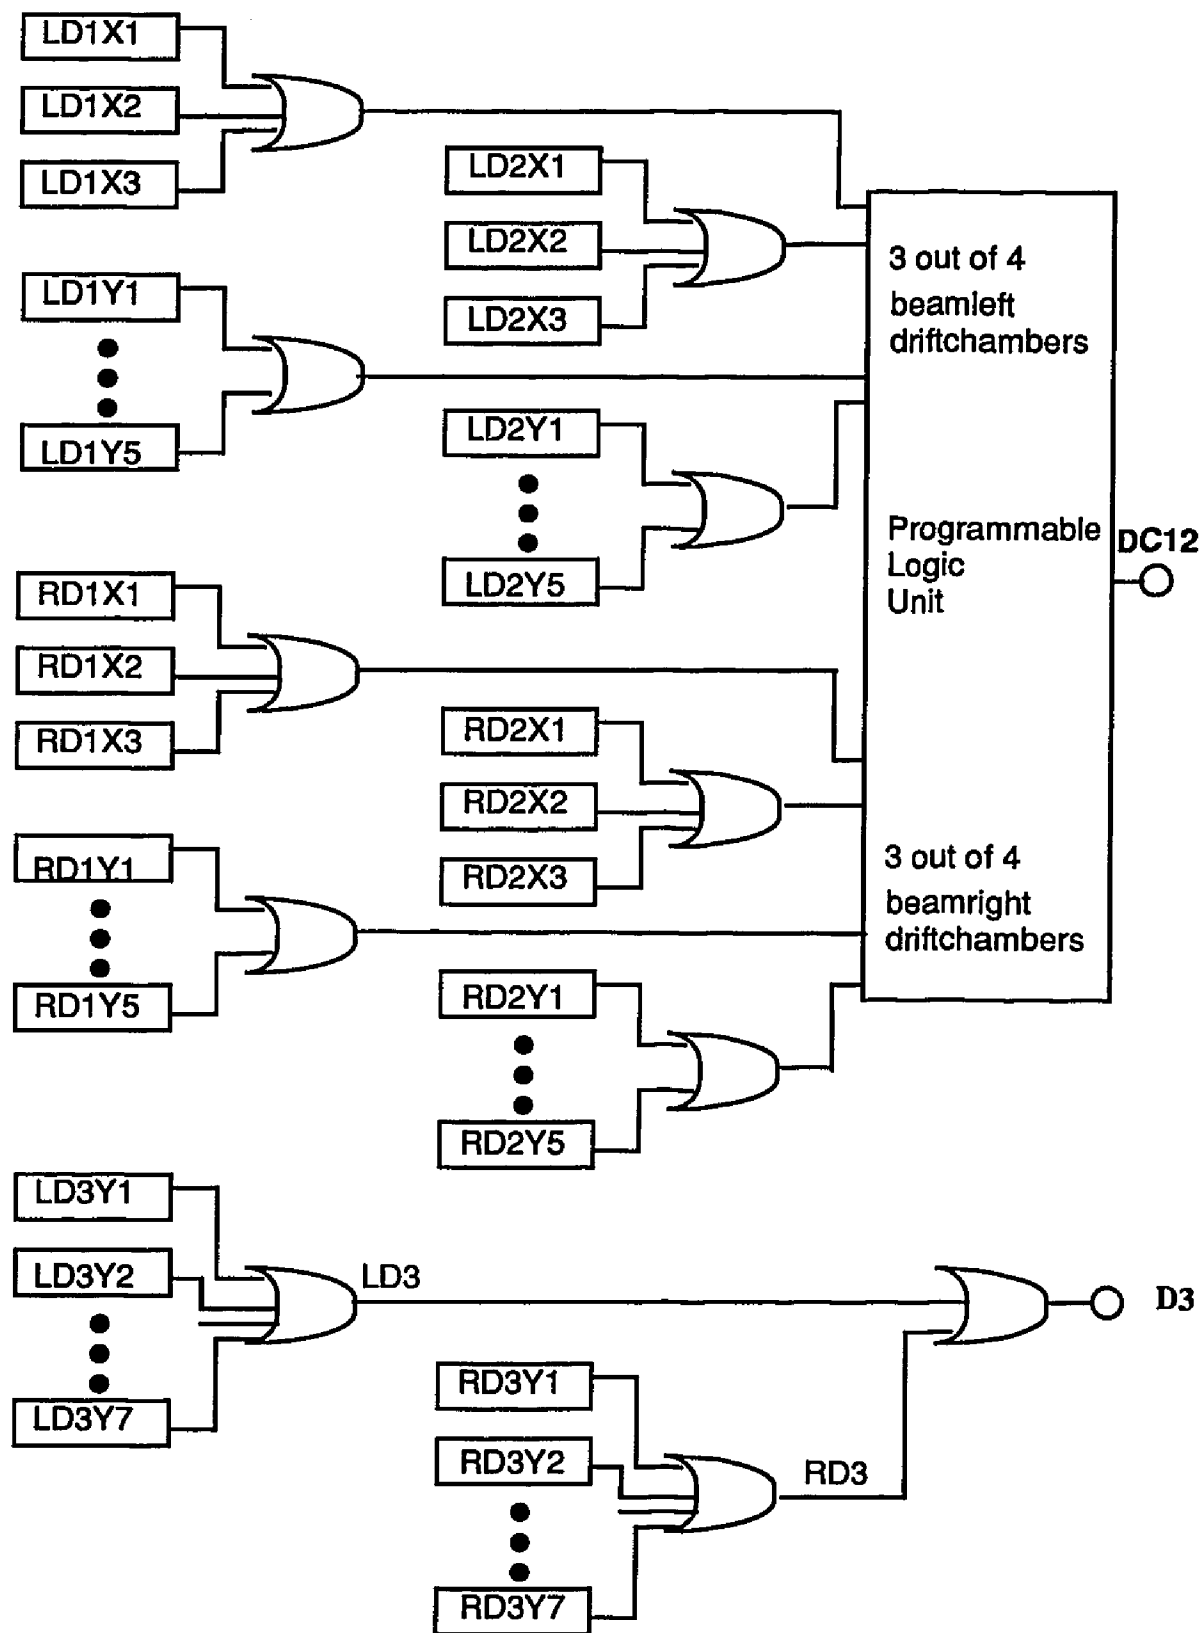 LD1X1
LD1X2
LD1X3
LD2X1
LD2X2
LD2X3
LD1Y1
LD1Y5
LD2Y1
LD2Y5
RD1X1
RD1X2
RD1X3
RD2X1
RD2X2
RD2X3
RD1Y1
RD1Y5
RD2Y1
RD2Y5
3 out of 4
beamleft
driftchambers
Programmable
Logic
Unit
DC12
3 out of 4
beamright
driftchambers
LD3Y1
LD3Y2
LD3Y7
LD3
D3
RD3Y1
RD3Y2
RD3Y7
RD3